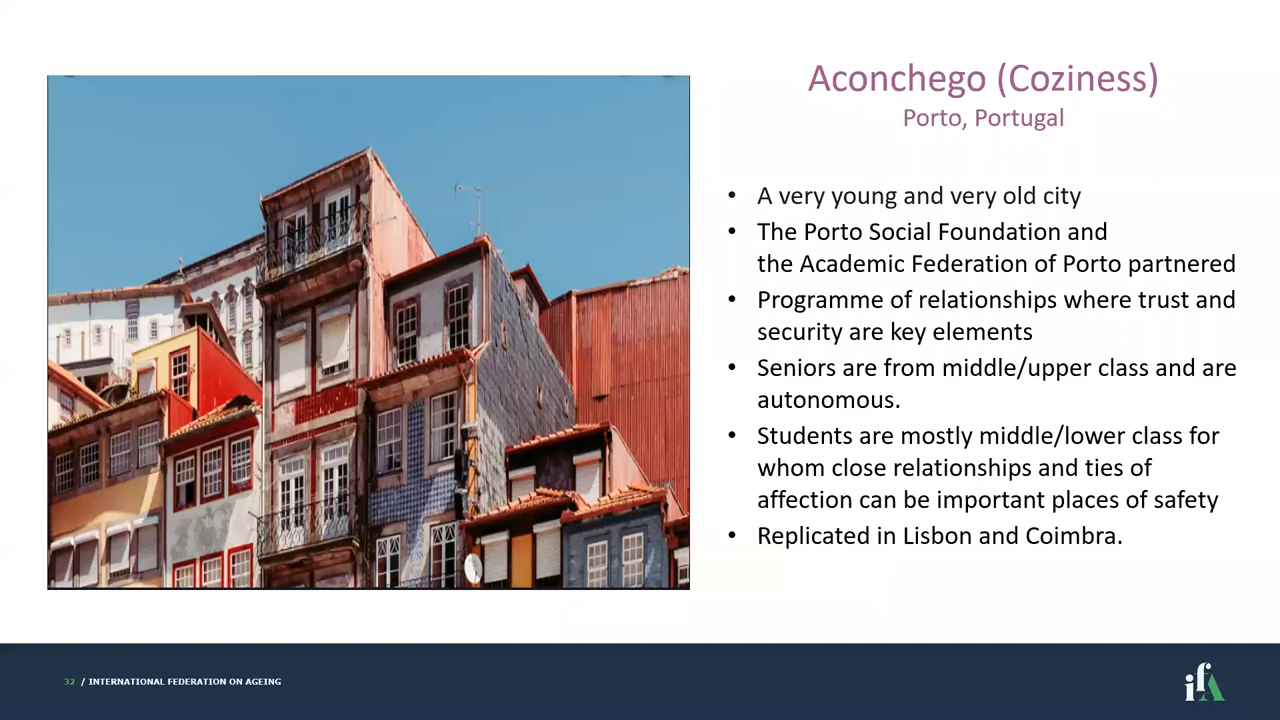 Aconchego (Coziness)
Porto, Portugal
• A very young and very old city
• The Porto Social Foundation and
the Academic Federation of Porto partnered
• Programme of relationships where trust and
security are key elements
• Seniors are from middle/upper class and are
autonomous.
• Students are mostly middle/lower class for
whom close relationships and ties of
affection can be important places of safety
• Replicated in Lisbon and Coimbra.
32 / INTERNATIONAL FEDERATION ON AGEING
ifA